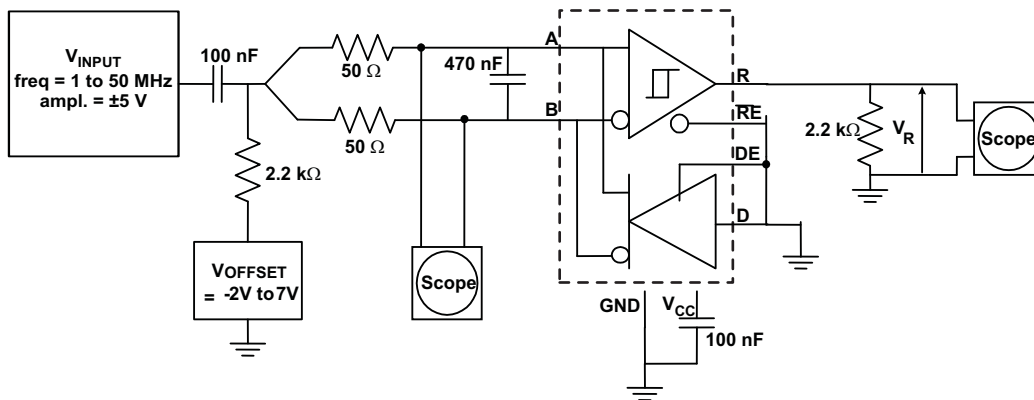 VINPUT
freq = 1 to 50 MHz
ampl. = ±5 V
100 nF
50 Ω
50 Ω
2.2 kΩ
VOFFSET
= -2V to 7V
470 nF
Scope
A
B
R
RE
DE
D
GND
VCC
100 nF
2.2 kΩ
VR
Scope